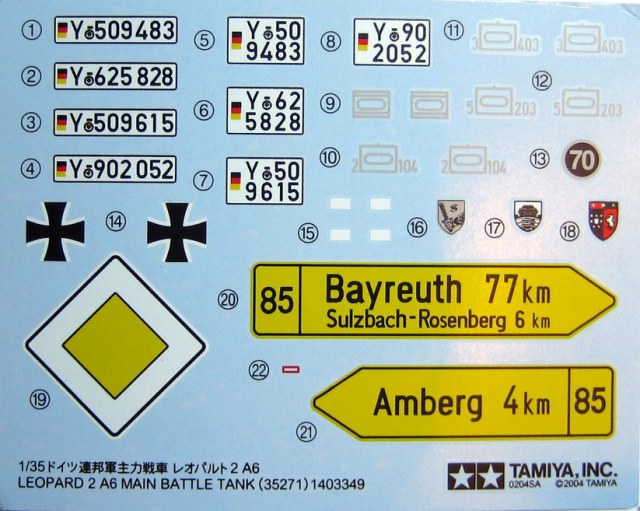 ① Y-509483
② Y-625828
③ Y-509615
④ Y-902052
⑤ Y-50
9483
⑥ Y-62
5828
⑦ Y-50
9615
⑧ Y-90
2052
⑨
⑩ 2 104 2 104
⑪ 3 403 3 403
⑫ 5 203 5 203
⑬ 70
⑭
⑮
⑯ S
⑰
⑱
⑲
⑳ 85 Bayreuth 77km
Sulzbach-Rosenberg 6 km
㉑ Amberg 4km 85
㉒
1/35ドイツ連邦軍主力戦車 レオパルト2 A6
LEOPARD 2 A6 MAIN BATTLE TANK (35271) 1403349
TAMIYA, INC.
0204SA ©2004 TAMIYA